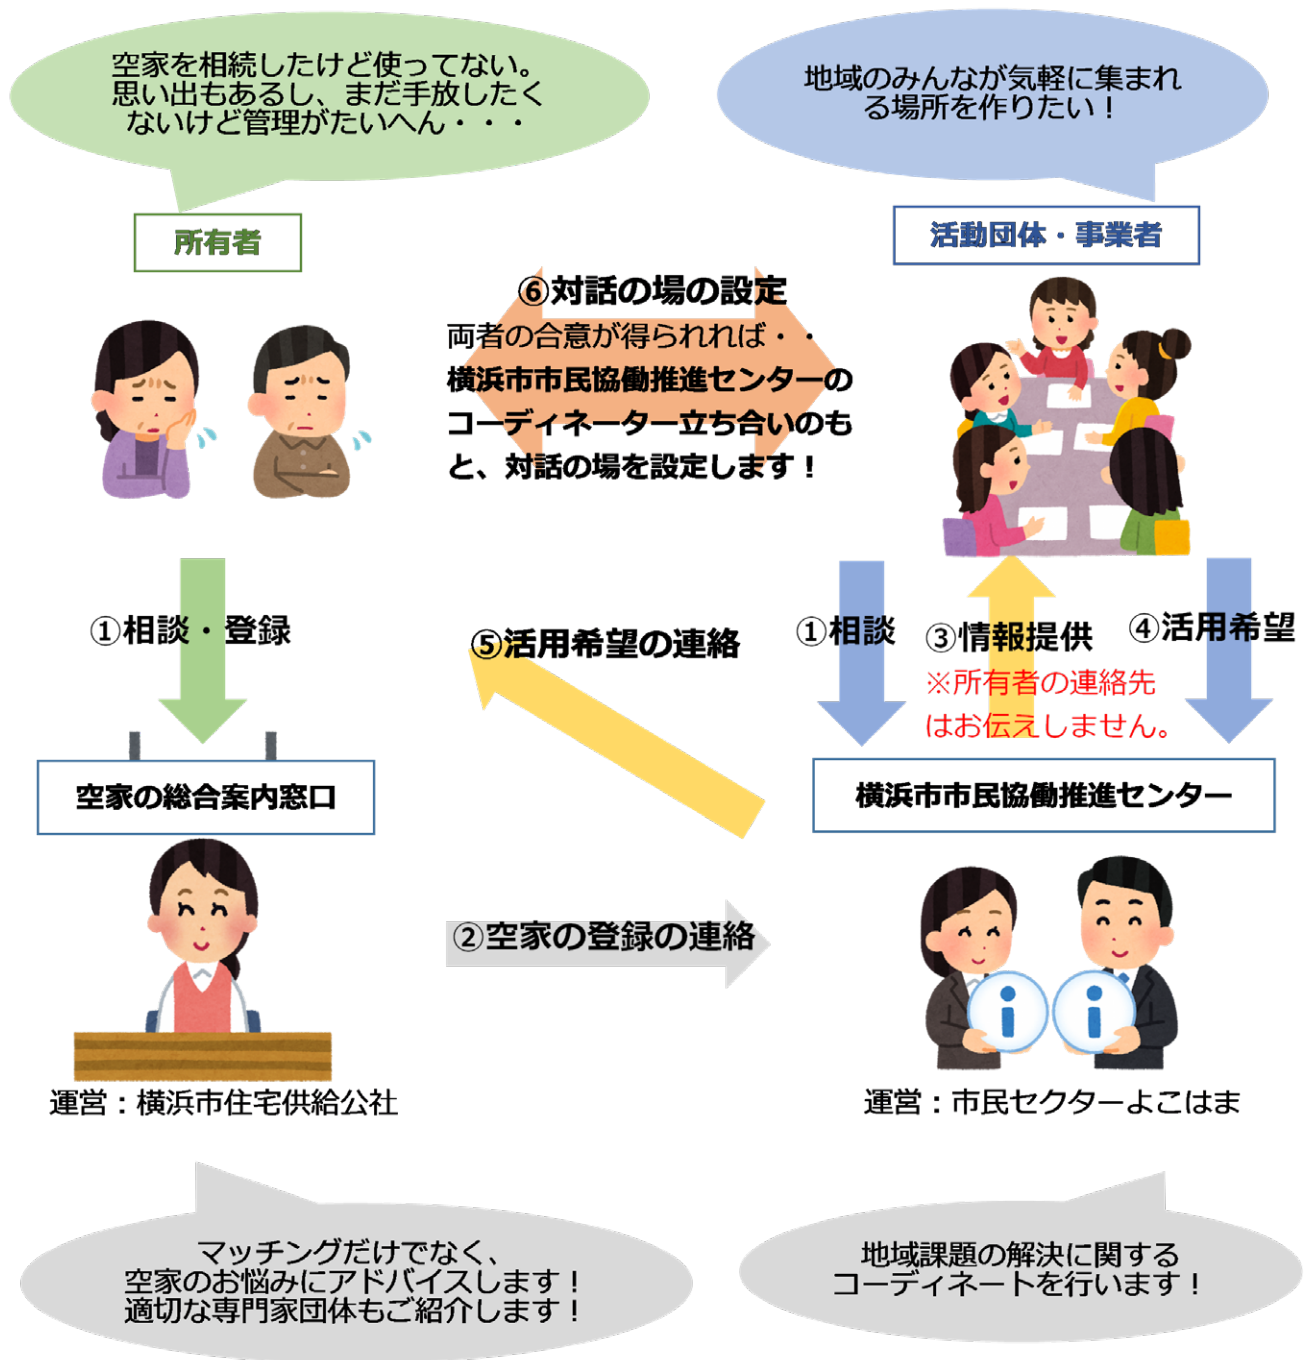 空家を相続したけど使ってない。
思い出もあるし、まだ手放したく
ないけど管理がたいへん・・・
地域のみんなが気軽に集まれ
る場所を作りたい！
所有者
活動団体・事業者
⑥対話の場の設定
両者の合意が得られれば・・
横浜市市民協働推進センターの
コーディネーター立ち合いのも
と、対話の場を設定します！
①相談・登録
⑤活用希望の連絡
①相談
③情報提供
※所有者の連絡先
はお伝えしません。
④活用希望
空家の総合案内窓口
横浜市市民協働推進センター
②空家の登録の連絡
運営：横浜市住宅供給公社
運営：市民セクターよこはま
マッチングだけでなく、
空家のお悩みにアドバイスします！
適切な専門家団体もご紹介します！
地域課題の解決に関する
コーディネートを行います！